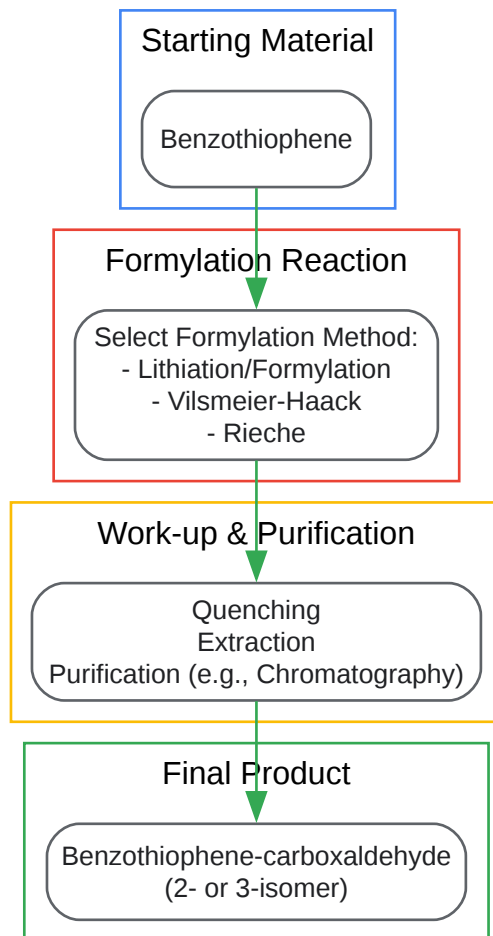 Starting Material
Benzothiophene
Formylation Reaction
Select Formylation Method:
- Lithiation/Formylation
- Vilsmeier-Haack
- Rieche
Work-up & Purification
Quenching
Extraction
Purification (e.g., Chromatography)
Final Product
Benzothiophene-carboxaldehyde
(2- or 3-isomer)